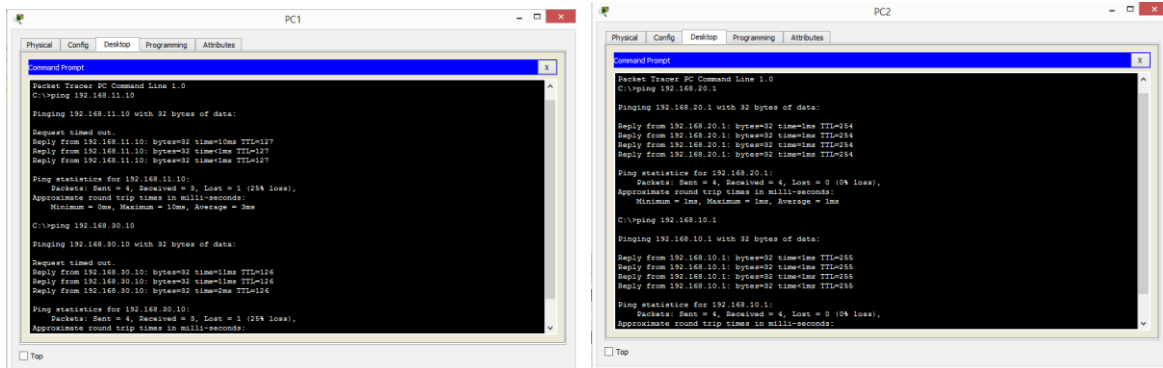 PC1
Physical Config Desktop Programming Attributes
Command Prompt X
Packet Tracer PC Command Line 1.0
C:\>ping 192.168.11.10
Pinging 192.168.11.10 with 32 bytes of data:
Request timed out.
Reply from 192.168.11.10: bytes=32 time=10ms TTL=127
Reply from 192.168.11.10: bytes=32 time<1ms TTL=127
Reply from 192.168.11.10: bytes=32 time<1ms TTL=127
Ping statistics for 192.168.11.10:
Packets: Sent = 4, Received = 3, Lost = 1 (25% loss),
Approximate round trip times in milli-seconds:
Minimum = 0ms, Maximum = 10ms, Average = 3ms
C:\>ping 192.168.30.10
Pinging 192.168.30.10 with 32 bytes of data:
Request timed out.
Reply from 192.168.30.10: bytes=32 time=11ms TTL=126
Reply from 192.168.30.10: bytes=32 time=11ms TTL=126
Reply from 192.168.30.10: bytes=32 time=2ms TTL=126
Ping statistics for 192.168.30.10:
Packets: Sent = 4, Received = 3, Lost = 1 (25% loss),
Approximate round trip times in milli-seconds:
Top
PC2
Physical Config Desktop Programming Attributes
Command Prompt X
Packet Tracer PC Command Line 1.0
C:\>ping 192.168.20.1
Pinging 192.168.20.1 with 32 bytes of data:
Reply from 192.168.20.1: bytes=32 time=1ms TTL=254
Reply from 192.168.20.1: bytes=32 time=1ms TTL=254
Reply from 192.168.20.1: bytes=32 time=1ms TTL=254
Reply from 192.168.20.1: bytes=32 time=1ms TTL=254
Ping statistics for 192.168.20.1:
Packets: Sent = 4, Received = 4, Lost = 0 (0% loss),
Approximate round trip times in milli-seconds:
Minimum = 1ms, Maximum = 1ms, Average = 1ms
C:\>ping 192.168.10.1
Pinging 192.168.10.1 with 32 bytes of data:
Reply from 192.168.10.1: bytes=32 time<1ms TTL=255
Reply from 192.168.10.1: bytes=32 time<1ms TTL=255
Reply from 192.168.10.1: bytes=32 time<1ms TTL=255
Reply from 192.168.10.1: bytes=32 time<1ms TTL=255
Ping statistics for 192.168.10.1:
Packets: Sent = 4, Received = 4, Lost = 0 (0% loss),
Approximate round trip times in milli-seconds:
Top